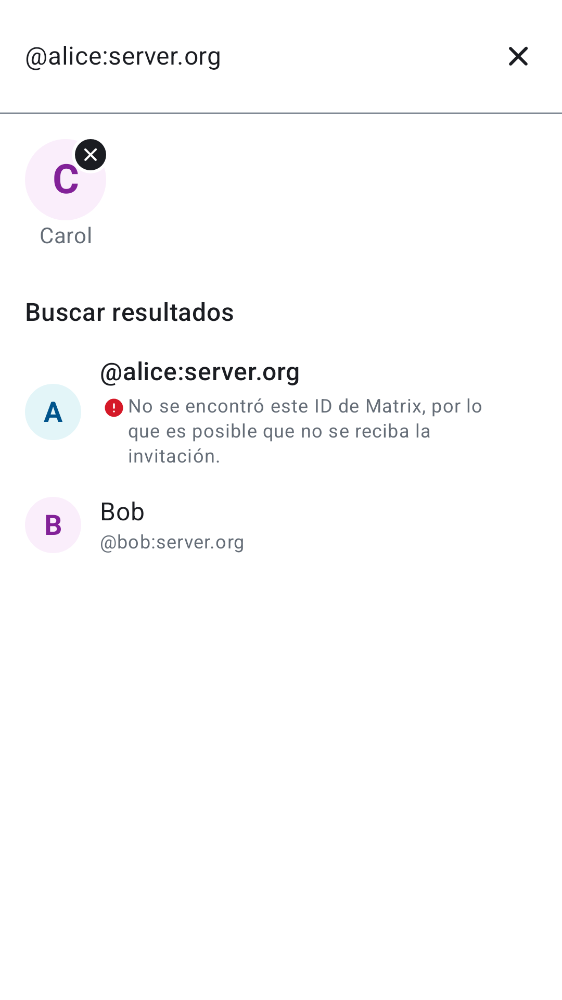 @alice:server.org
C
Carol
Buscar resultados
@alice:server.org
A
No se encontró este ID de Matrix, por lo
que es posible que no se reciba la
invitación.
Bob
B
@bob:server.org